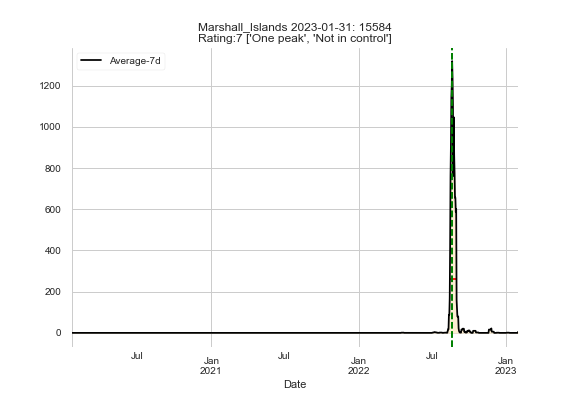 Marshall_Islands 2023-01-31: 15584
Rating:7 ['One peak', 'Not in control']
Average-7d
1200
1000
800
600
400
200
0
Jul
Jan
2021
Jul
Jan
2022
Jul
Jan
2023
Date